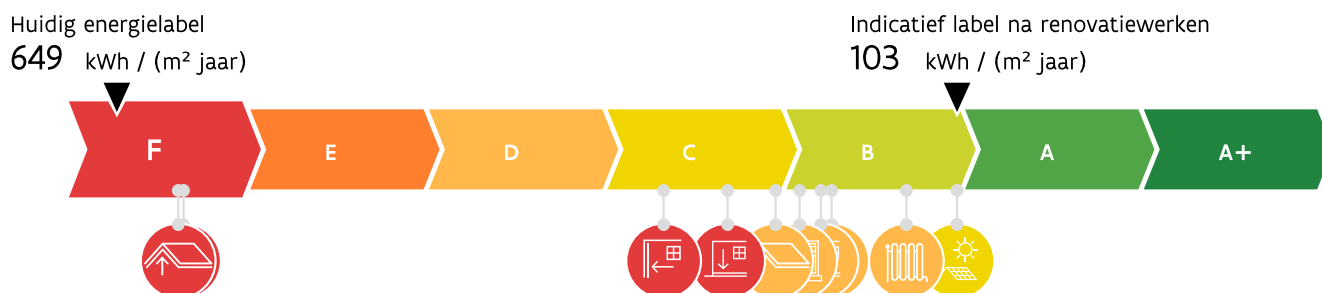 Huidig energielabel
649 kWh / (m² jaar)
Indicatief label na renovatiewerken
103 kWh / (m² jaar)
F E D C B A A+